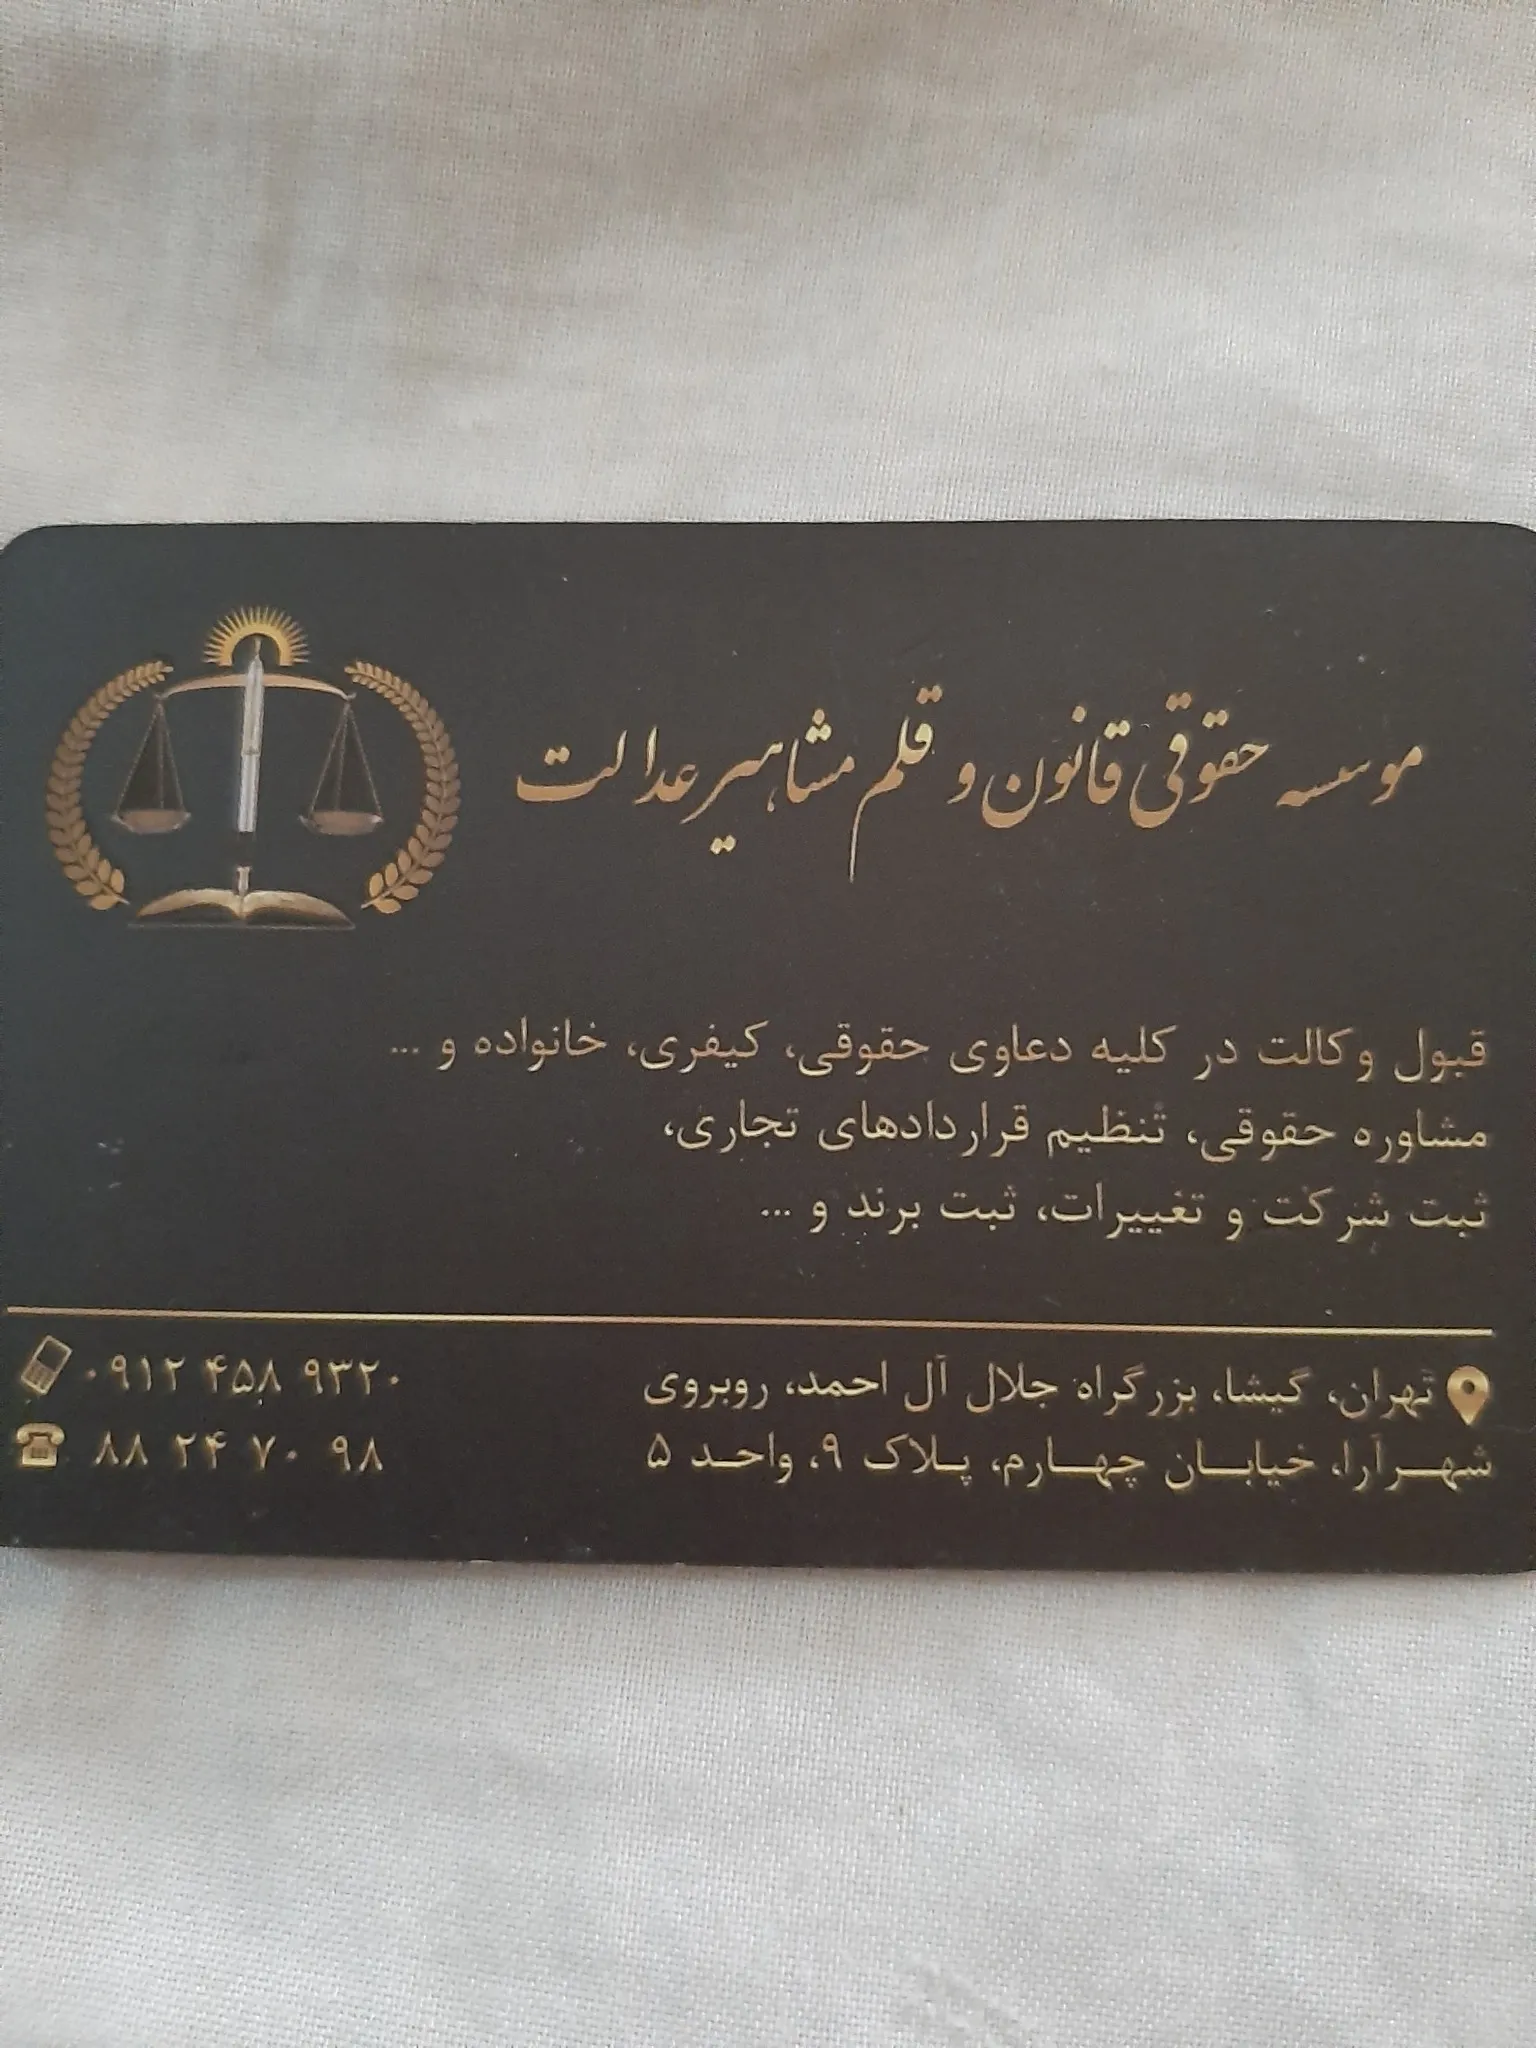 موسسه حقوقی قانون و قلم مشاهیر عدالت
قبول وکالت در کلیه دعاوی حقوقی، کیفری، خانواده و ...
مشاوره حقوقی، تنظیم قراردادهای تجاری،
ثبت شرکت و تغییرات، ثبت برند و ...
تهران، گیشا، بزرگراه جلال آل احمد، روبروی
شهرآرا، خیابان چهارم، پلاک ۹، واحد ۵
۰۹۱۲ ۴۵۸ ۹۳۲۰
۸۸ ۲۴ ۷۰ ۹۸